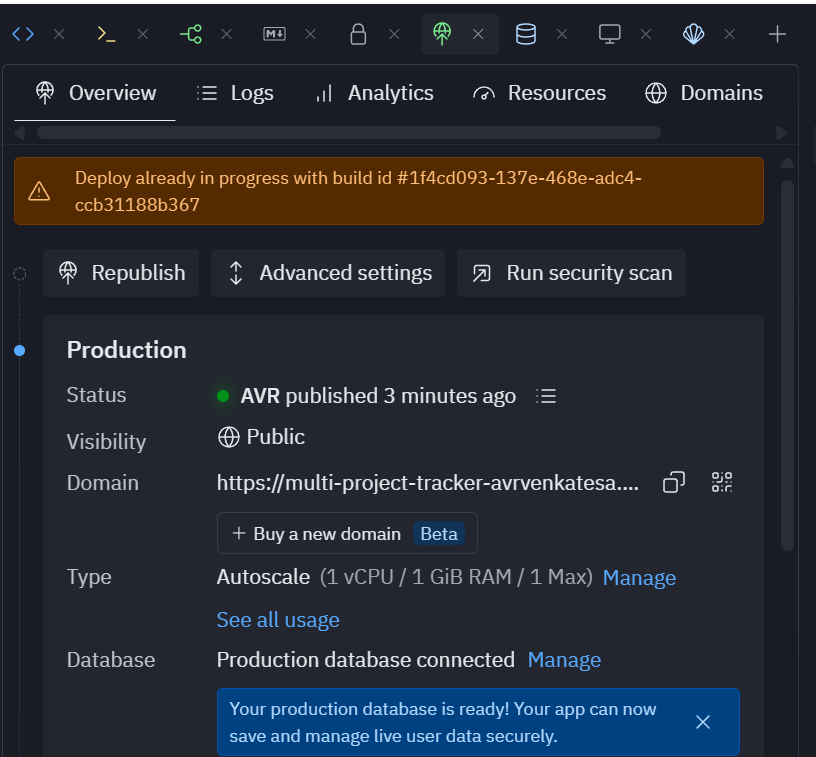 M↓
Overview Logs Analytics Resources Domains
Deploy already in progress with build id #1f4cd093-137e-468e-adc4-
ccb31188b367
Republish Advanced settings Run security scan
Production
Status AVR published 3 minutes ago
Visibility Public
Domain https://multi-project-tracker-avrvenkatesa....
+ Buy a new domain Beta
Type Autoscale (1 vCPU / 1 GiB RAM / 1 Max) Manage
See all usage
Database Production database connected Manage
Your production database is ready! Your app can now
save and manage live user data securely.